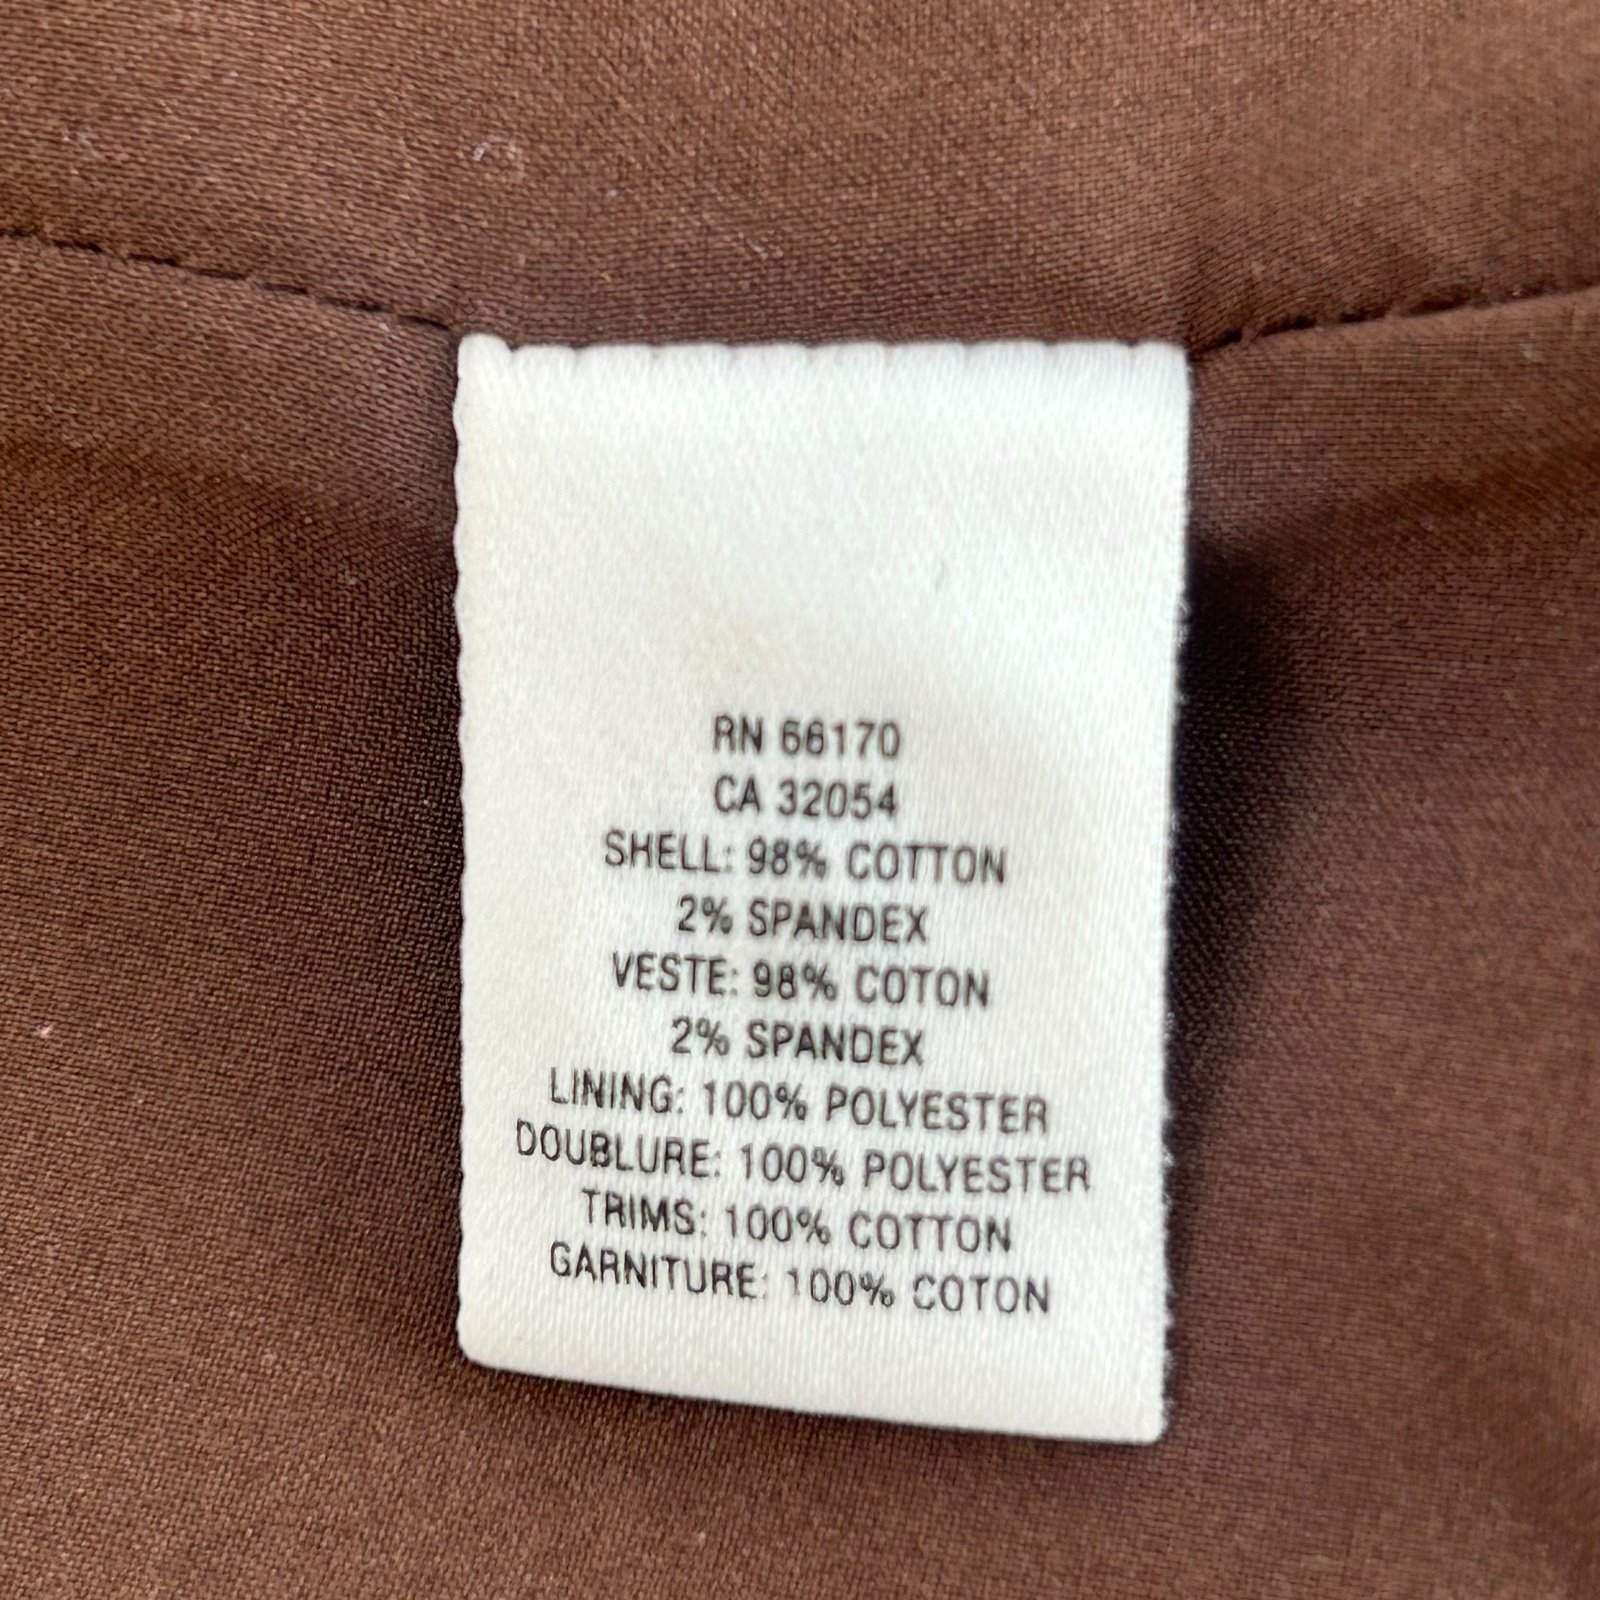 RN 66170
CA 32054
SHELL: 98% COTTON
2% SPANDEX
VESTE: 98% COTON
2% SPANDEX
LINING: 100% POLYESTER
DOUBLURE: 100% POLYESTER
TRIMS: 100% COTTON
GARNITURE: 100% COTON